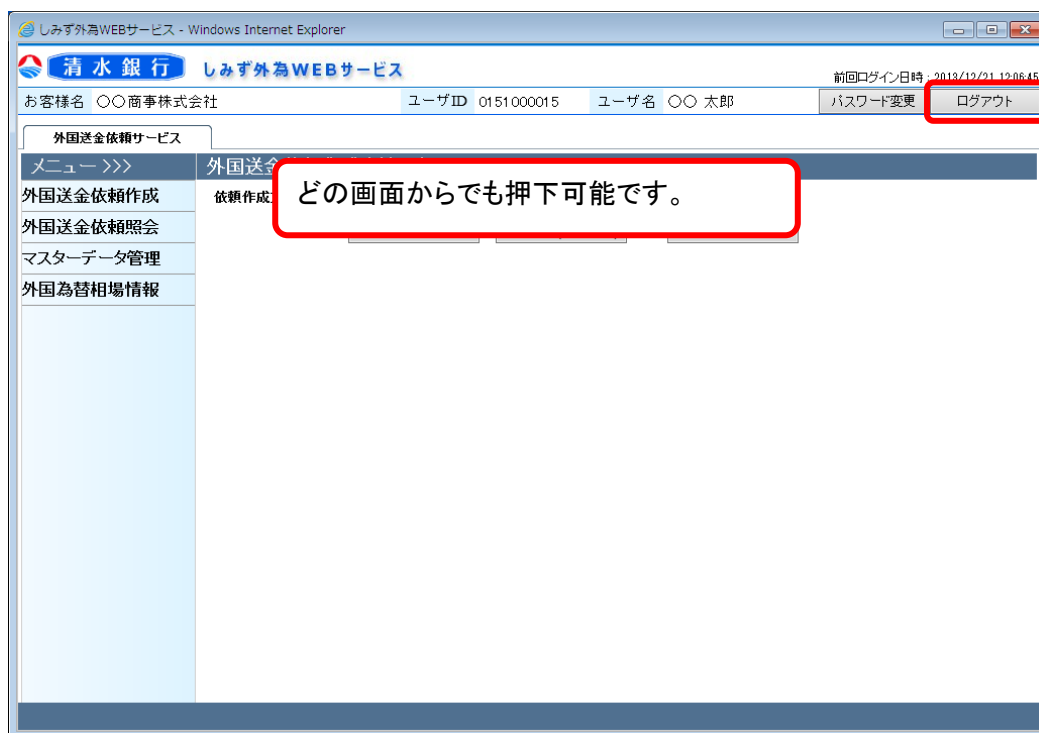 しみず外為WEBサービス - Windows Internet Explorer
清水銀行 しみず外為WEBサービス
前回ログイン日時 : 2013/12/21 12:06:45
お客様名 〇〇商事株式会社 ユーザID 0151000015 ユーザ名 〇〇 太郎 パスワード変更 ログアウト
外国送金依頼サービス
メニュー >>>
外国送金
外国送金依頼作成
依頼作成
どの画面からでも押下可能です。
外国送金依頼照会
マスターデータ管理
外国為替相場情報